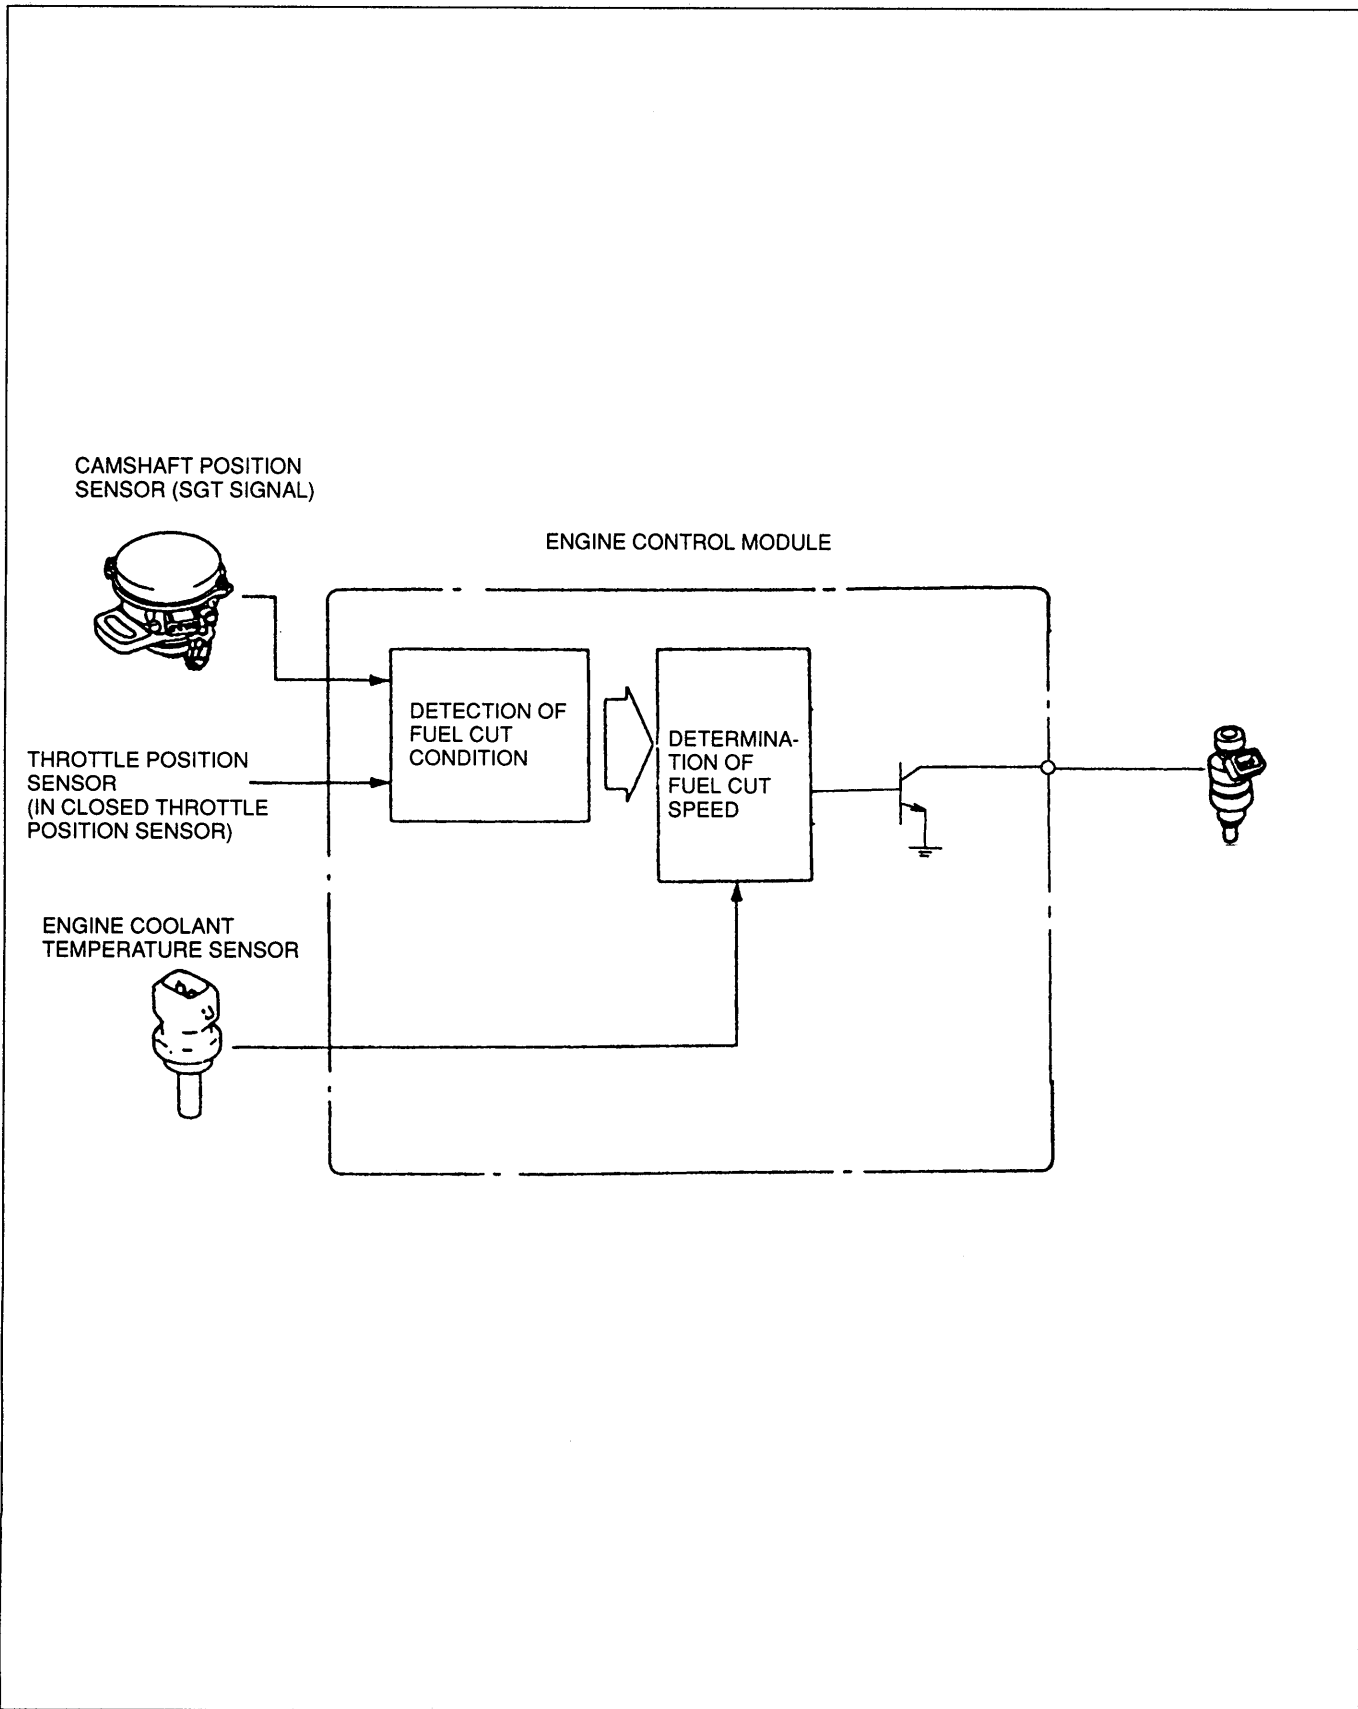 CAMSHAFT POSITION
SENSOR (SGT SIGNAL)
ENGINE CONTROL MODULE
DETECTION OF
FUEL CUT
CONDITION
DETERMINA-
TION OF
FUEL CUT
SPEED
THROTTLE POSITION
SENSOR
(IN CLOSED THROTTLE
POSITION SENSOR)
ENGINE COOLANT
TEMPERATURE SENSOR